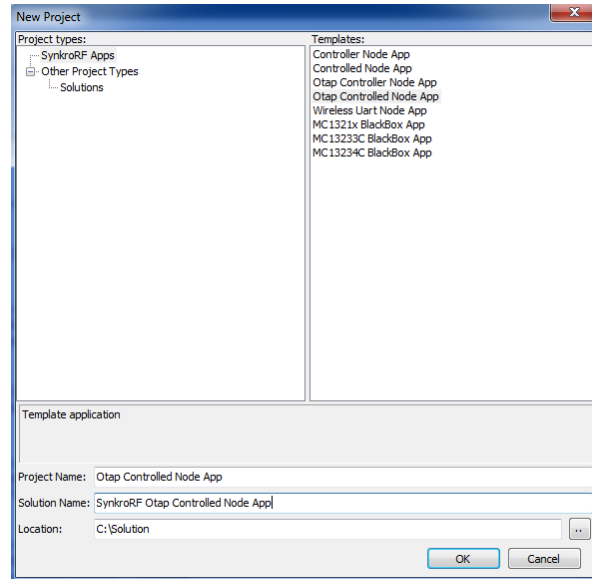 New Project
Project types:
SynkroRF Apps
Other Project Types
Solutions
Templates:
Controller Node App
Controlled Node App
Otap Controller Node App
Otap Controlled Node App
Wireless Uart Node App
MC1321x BlackBox App
MC13233C BlackBox App
MC13234C BlackBox App
Template application
Project Name: Otap Controlled Node App
Solution Name: SynkroRF Otap Controlled Node App
Location: C:\Solution ..
OK Cancel